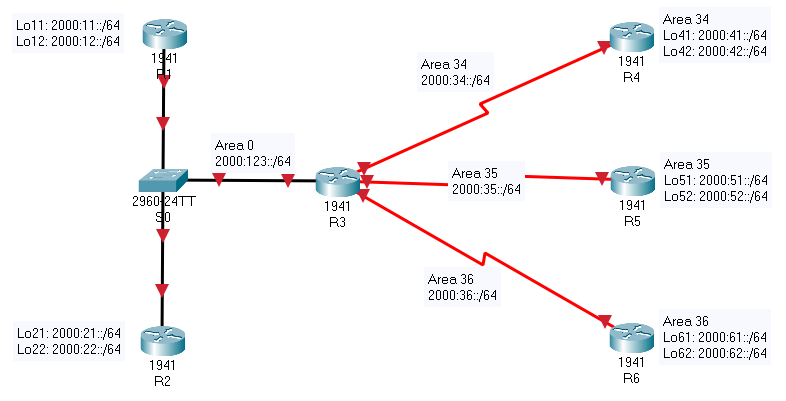 Lo11: 2000:11::/64
Lo12: 2000:12::/64
1941
R1
Area 34
Lo41: 2000:41::/64
Lo42: 2000:42::/64
1941
R4
Area 34
2000:34::/64
Area 0
2000:123::/64
2960-24TT
S0
1941
R3
Area 35
2000:35::/64
Area 35
Lo51: 2000:51::/64
Lo52: 2000:52::/64
1941
R5
Area 36
2000:36::/64
Lo21: 2000:21::/64
Lo22: 2000:22::/64
1941
R2
Area 36
Lo61: 2000:61::/64
Lo62: 2000:62::/64
1941
R6